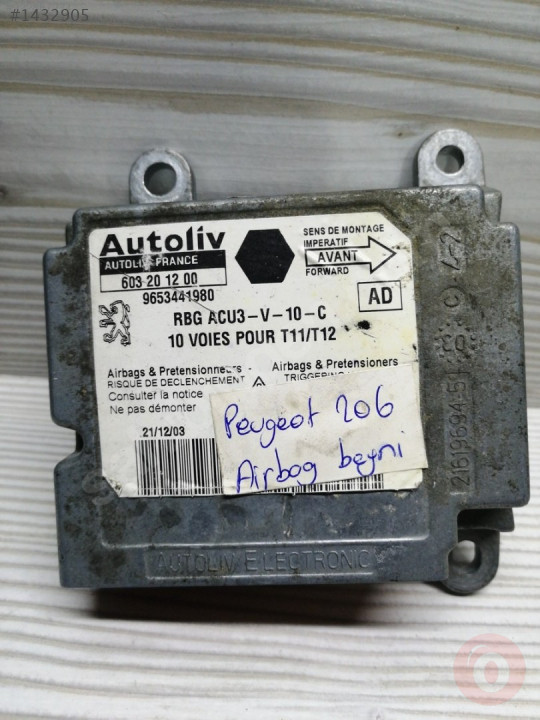 #1432905
Autoliv
AUTOLIV FRANCE
603 20 12 00
9653441980
SENS DE MONTAGE
IMPERATIF
AVANT
FORWARD
AD
RBG ACU3-V-10-C
10 VOIES POUR T11/T12
Airbags & Pretensionneurs - Airbags & Pretensioners
RISQUE DE DECLENCHEMENT TRIGGERING
Consulter la notice
Ne pas démonter
21/12/03
Peugeot 206
Airbag beyni
AUTOLIV ELECTRONIC